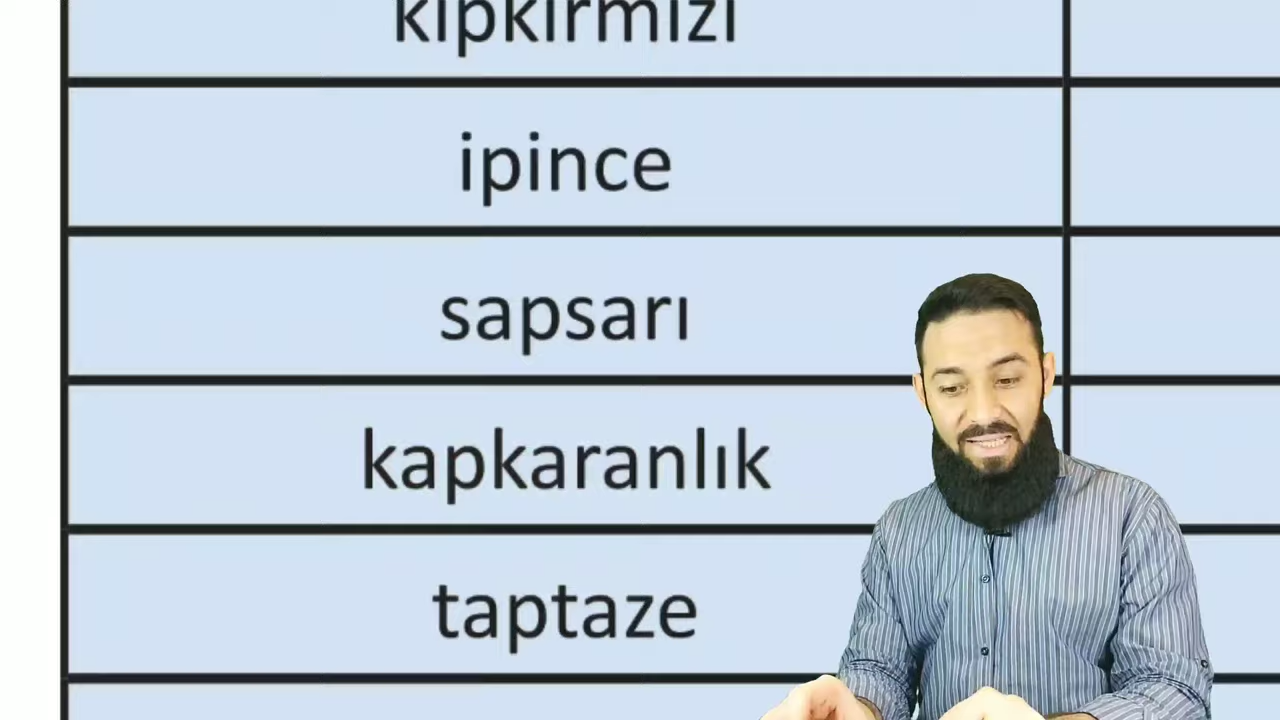 kıpkırmızı
ipince
sapsarı
kapkaranlık
taptaze